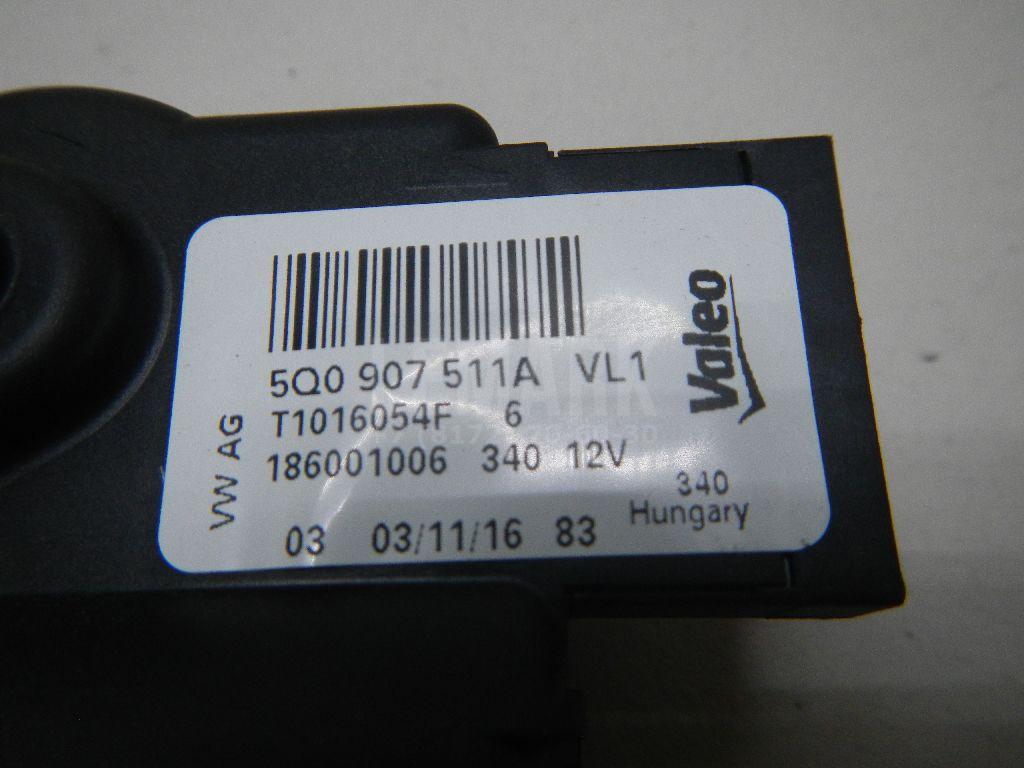 5Q0 907 511A VL1
T1016054F 6
186001006 340 12V
03 03/11/16 83
VW AG
Valeo
340
Hungary